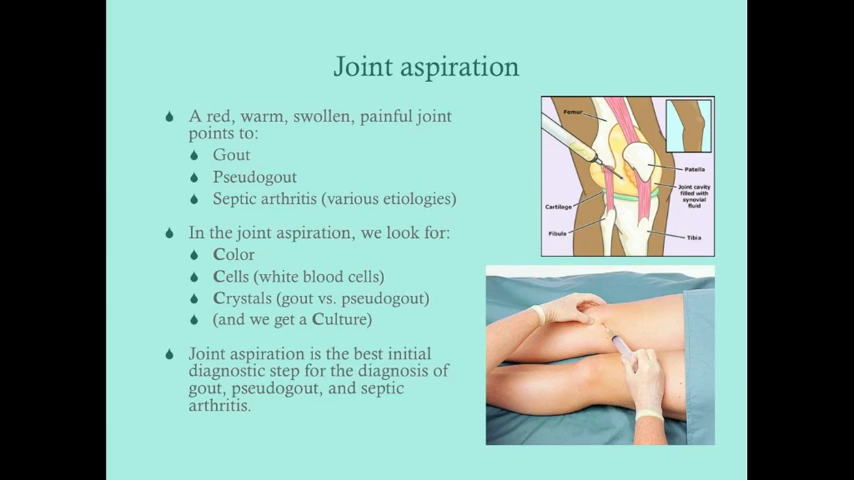 Joint aspiration
A red, warm, swollen, painful joint
points to:
Gout
Pseudogout
Septic arthritis (various etiologies)
In the joint aspiration, we look for:
Color
Cells (white blood cells)
Crystals (gout vs. pseudogout)
(and we get a Culture)
Joint aspiration is the best initial
diagnostic step for the diagnosis of
gout, pseudogout, and septic
arthritis.
Femur
Patella
Joint cavity
filled with
synovial
fluid
Cartilage
Fibula
Tibia